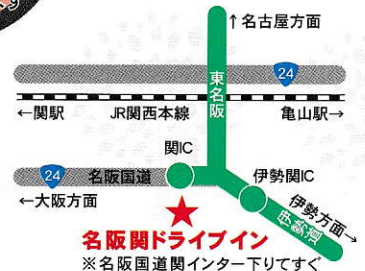 ↑名古屋方面
24
東名阪
←関駅
JR関西本線
亀山駅→
関IC
24
名阪国道
伊勢関IC
←大阪方面
伊勢方面→
伊勢道
名阪関ドライブイン
※名阪国道関インター下りてすぐ